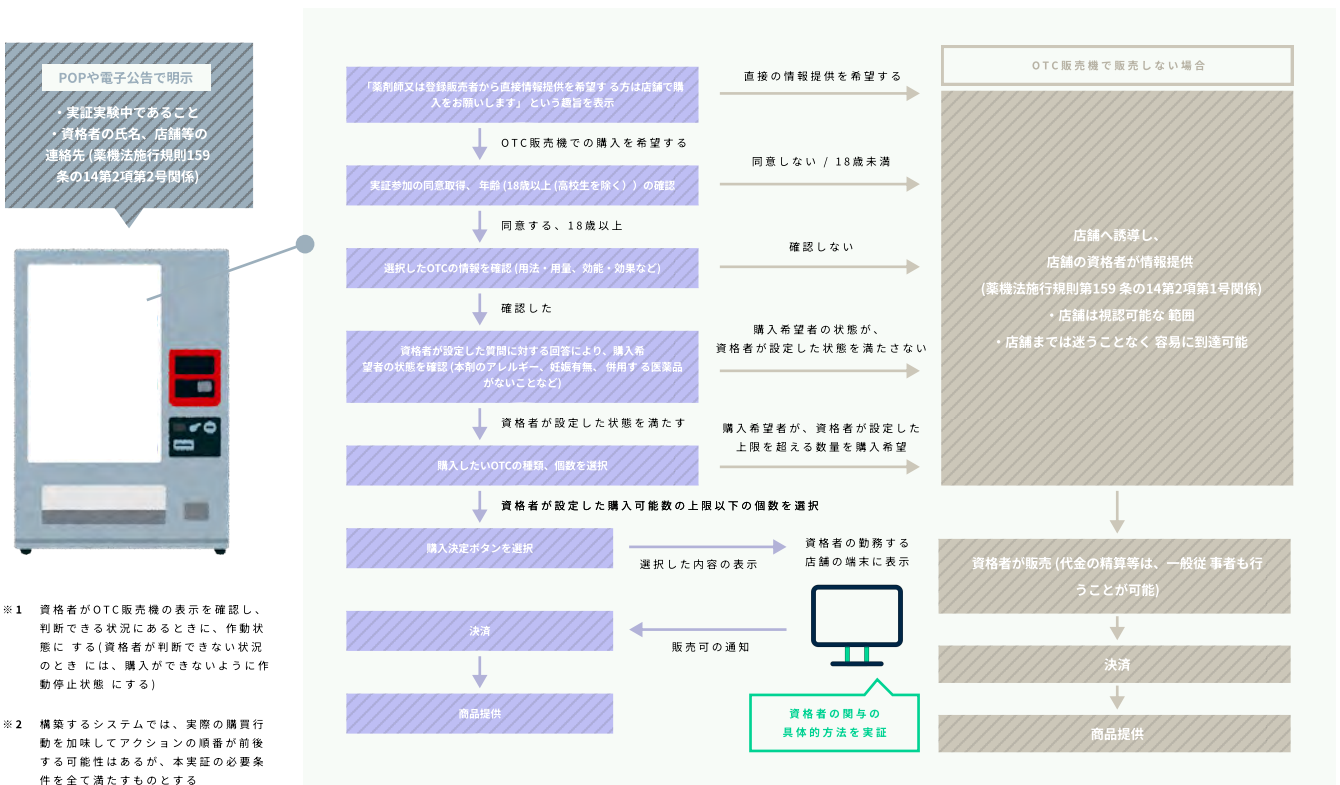 POPや電子公告で明示
・実証実験中であること
・資格者の氏名、店舗等の
連絡先 (薬機法施行規則159
条の14第2項第2号関係)
※1 資格者がOTC販売機の表示を確認し、
判断できる状況にあるときに、作動状
態に する(資格者が判断できない状況
のとき には、購入ができないように作
動停止状態 にする)
※2 構築するシステムでは、実際の購買行
動を加味してアクションの順番が前後
する可能性はあるが、本実証の必要条
件を全て満たすものとする
「薬剤師又は登録販売者から直接情報提供を希望す る方は店舗で購
入をお願いします」 という趣旨を表示
直接の情報提供を希望する
OTC販売機での購入を希望する
実証参加の同意取得、 年齢 (18歳以上 (高校生を除く) ) の確認
同意しない / 18歳未満
同意する、18歳以上
選択したOTCの情報を確認 (用法・用量、効能・効果など)
確認しない
確認した
資格者が設定した質問に対する回答により、購入希
望者の状態を確認 (本剤のアレルギー、妊娠有無、 併用す る医薬品
がないことなど)
購入希望者の状態が、
資格者が設定した状態を満たさない
資格者が設定した状態を満たす
購入したいOTCの種類、個数を選択
購入希望者が、資格者が設定した
上限を超える数量を購入希望
資格者が設定した購入可能数の上限以下の個数を選択
購入決定ボタンを選択
選択した内容の表示
資格者の勤務する
店舗の端末に表示
決済
販売可の通知
商品提供
資格者の関与の
具体的方法を実証
OTC販売機で販売しない場合
店舗へ誘導し、
店舗の資格者が情報提供
(薬機法施行規則第159 条の14第2項第1号関係)
・店舗は視認可能な 範囲
・店舗までは迷うことなく 容易に到達可能
資格者が販売 (代金の精算等は、一般従 事者も行
うことが可能)
決済
商品提供